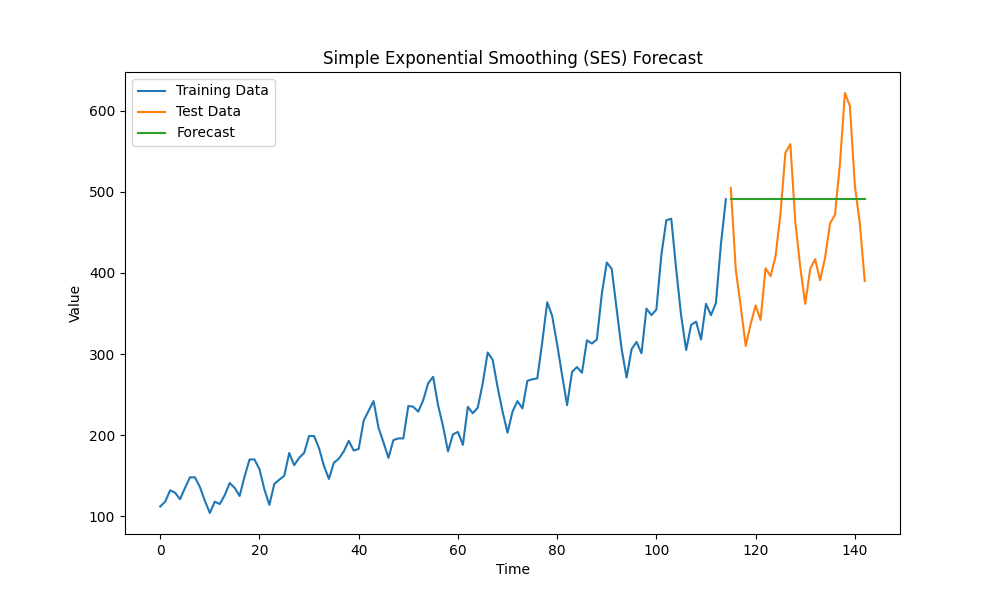 Simple Exponential Smoothing (SES) Forecast
Training Data
Test Data
Forecast
600
500
400
300
200
100
Value
0 20 40 60 80 100 120 140
Time